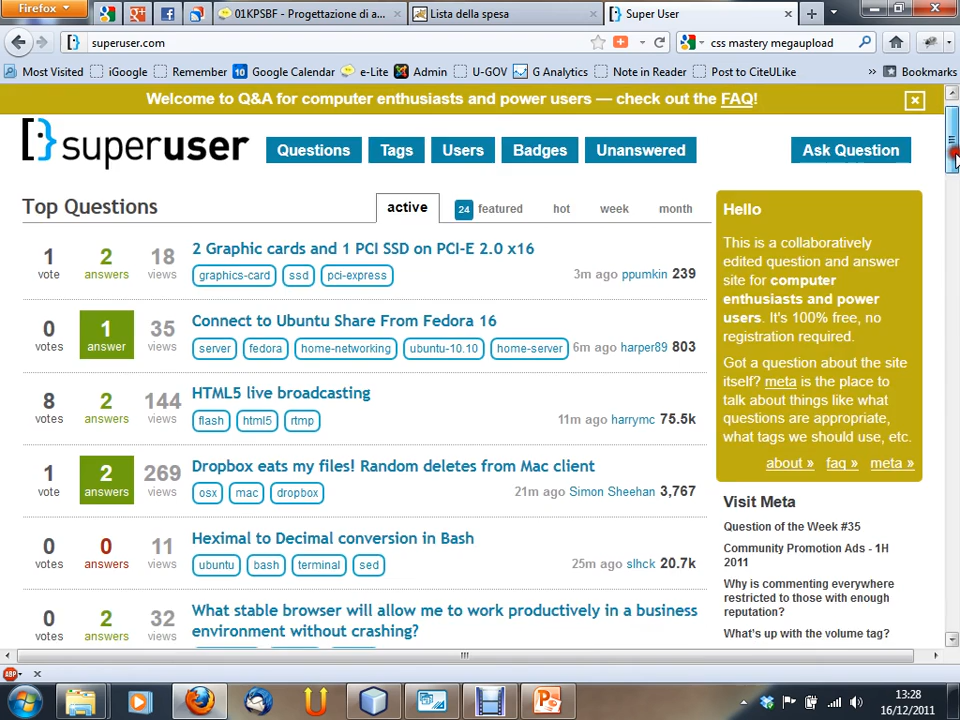 Firefox
01KPSBF - Progettazione di a...
Lista della spesa
Super User
superuser.com
css mastery megaupload
Most Visited
iGoogle
Remember
10 Google Calendar
e-Lite
Admin
U-GOV
G Analytics
Note in Reader
Post to CiteULike
»
Bookmarks
Welcome to Q&A for computer enthusiasts and power users — check out the FAQ!
superuser
Questions
Tags
Users
Badges
Unanswered
Ask Question
Top Questions
active
24 featured
hot
week
month
1 vote
2 answers
18 views
2 Graphic cards and 1 PCI SSD on PCI-E 2.0 x16
graphics-card ssd pci-express
3m ago ppumkin 239
0 votes
1 answer
35 views
Connect to Ubuntu Share From Fedora 16
server fedora home-networking ubuntu-10.10 home-server
6m ago harper89 803
8 votes
2 answers
144 views
HTML5 live broadcasting
flash html5 rtmp
11m ago harrymc 75.5k
1 vote
2 answers
269 views
Dropbox eats my files! Random deletes from Mac client
osx mac dropbox
21m ago Simon Sheehan 3,767
0 votes
0 answers
11 views
Heximal to Decimal conversion in Bash
ubuntu bash terminal sed
25m ago slhck 20.7k
0 votes
2 answers
32 views
What stable browser will allow me to work productively in a business
environment without crashing?
Hello
This is a collaboratively
edited question and answer
site for computer
enthusiasts and power
users. It's 100% free, no
registration required.
Got a question about the site
itself? meta is the place to
talk about things like what
questions are appropriate,
what tags we should use, etc.
about » faq » meta »
Visit Meta
Question of the Week #35
Community Promotion Ads - 1H
2011
Why is commenting everywhere
restricted to those with enough
reputation?
What's up with the volume tag?
ABP
13:28
16/12/2011